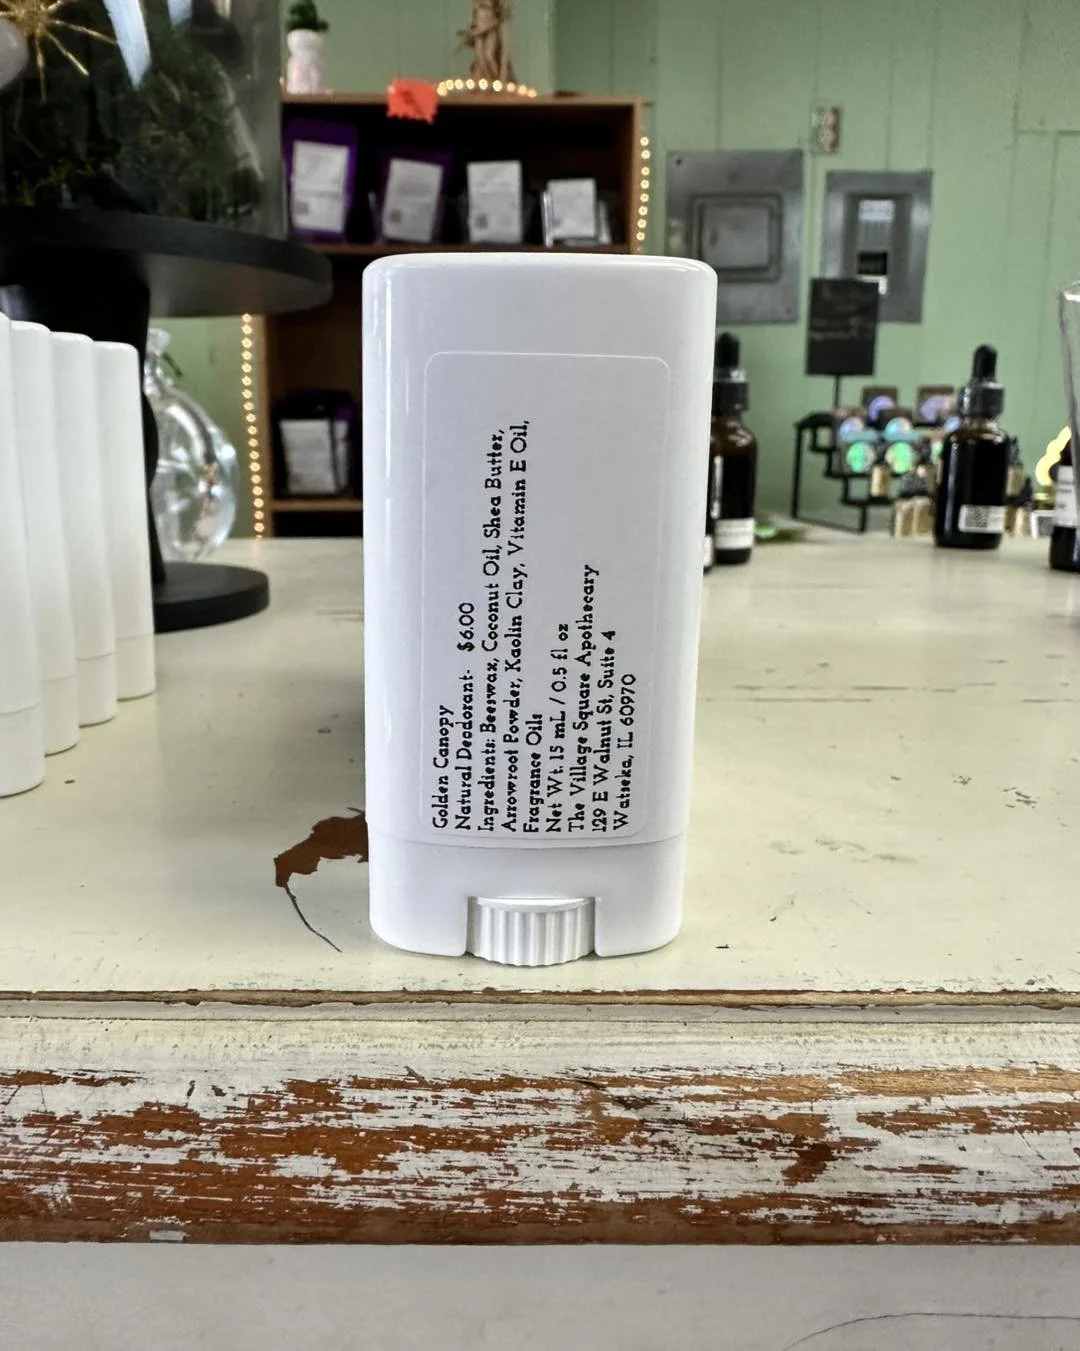 Golden Canopy
Natural Deodorant- $6.00
Ingredients: Beeswax, Coconut Oil, Shea Butter,
Arrowroot Powder, Kaolin Clay, Vitamin E Oil,
Fragrance Oils
Net Wt. 15 mL / 0.5 fl oz
The Village Square Apothecary
129 E Walnut St, Suite 4
Watseka, IL 60970